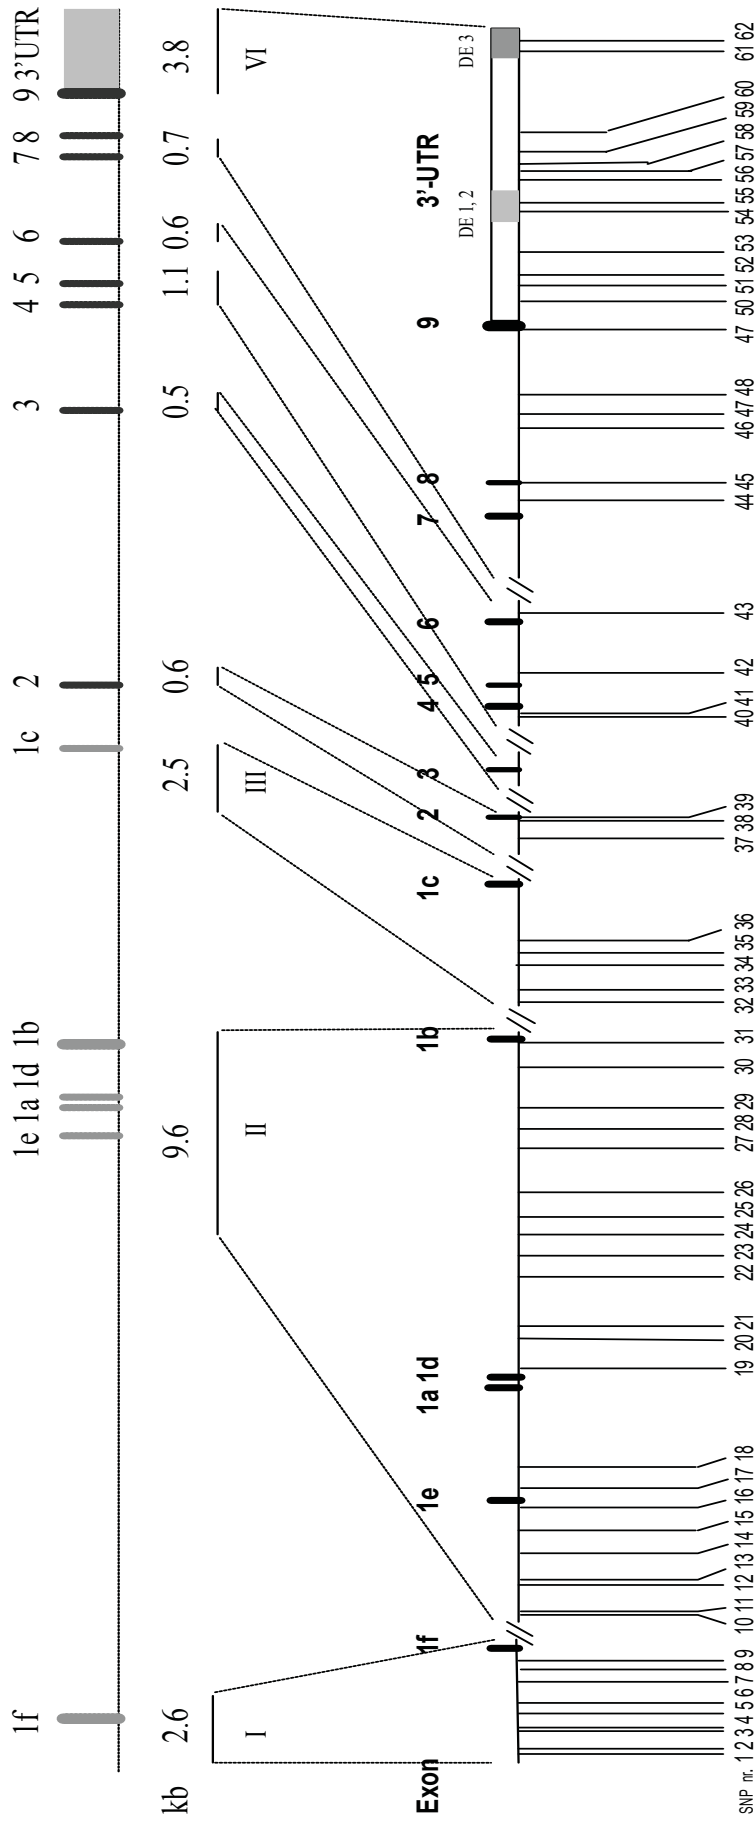 1f 1e 1a 1d 1b 1c 2 3 4 5 6 7 8 9 3'UTR
kb 2.6 9.6 2.5 0.6 0.5 1.1 0.6 0.7 3.8
I II III VI
Exon 1f 1e 1a 1d 1b 1c 2 3 4 5 6 7 8 9 3'-UTR
DE 1, 2 DE 3
SNP nr. 1 2 3 4 5 6 7 8 9 10 11 12 13 14 15 16 17 18 19 20 21 22 23 24 25 26 27 28 29 30 31 32 33 34 35 36 37 38 39 40 41 42 43 44 45 46 47 48 47 50 51 52 53 54 55 56 57 58 59 60 61 62